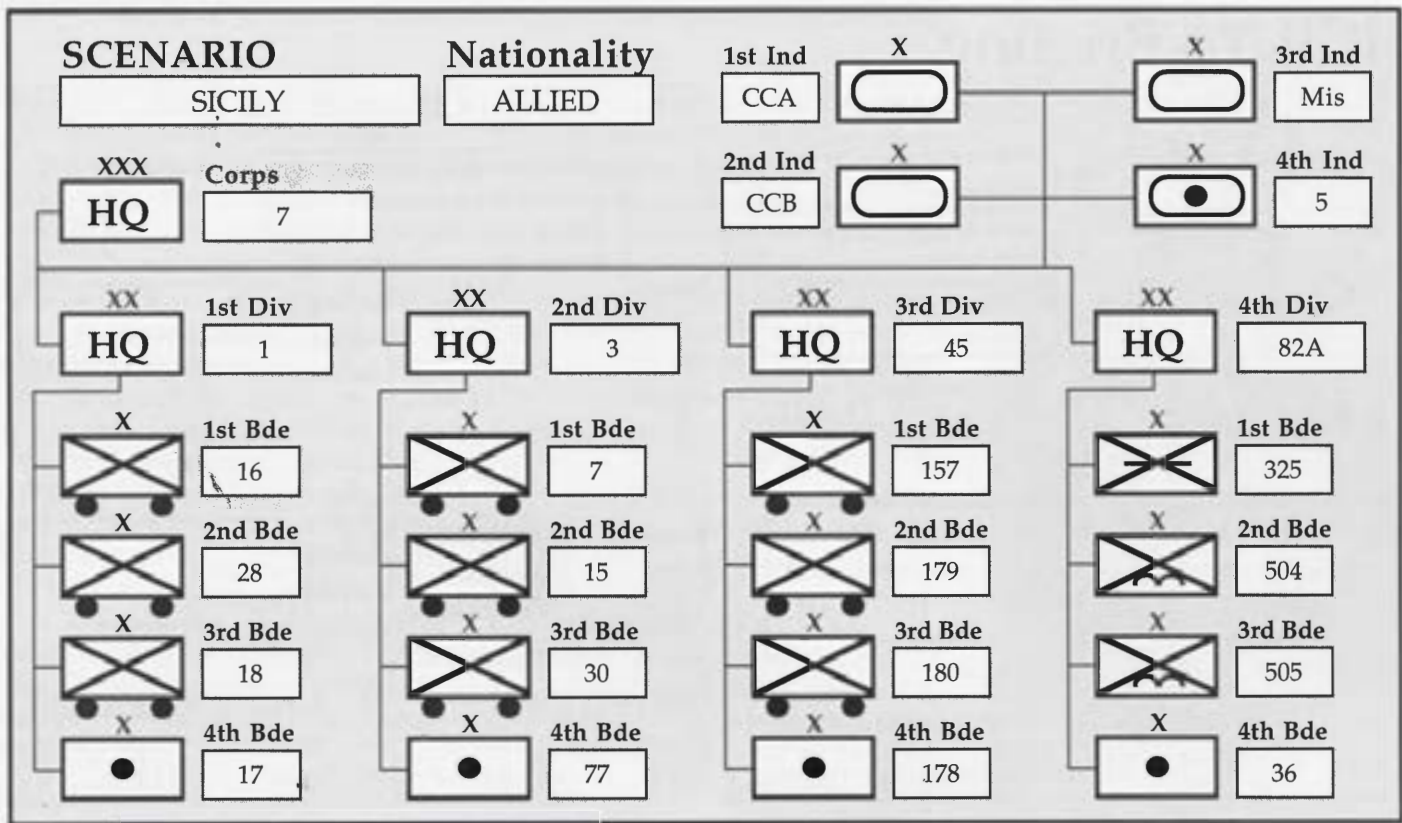 SCENARIO Nationality
SICILY ALLIED
1st Ind X X 3rd Ind
CCA Mis
2nd Ind X X 4th Ind
CCB 5
XXX Corps
HQ 7
XX 1st Div XX 2nd Div XX 3rd Div XX 4th Div
HQ 1 HQ 3 HQ 45 HQ 82A
X 1st Bde X 1st Bde X 1st Bde X 1st Bde
16 7 157 325
X 2nd Bde X 2nd Bde X 2nd Bde X 2nd Bde
28 15 179 504
X 3rd Bde X 3rd Bde X 3rd Bde X 3rd Bde
18 30 180 505
X 4th Bde X 4th Bde X 4th Bde X 4th Bde
17 77 178 36